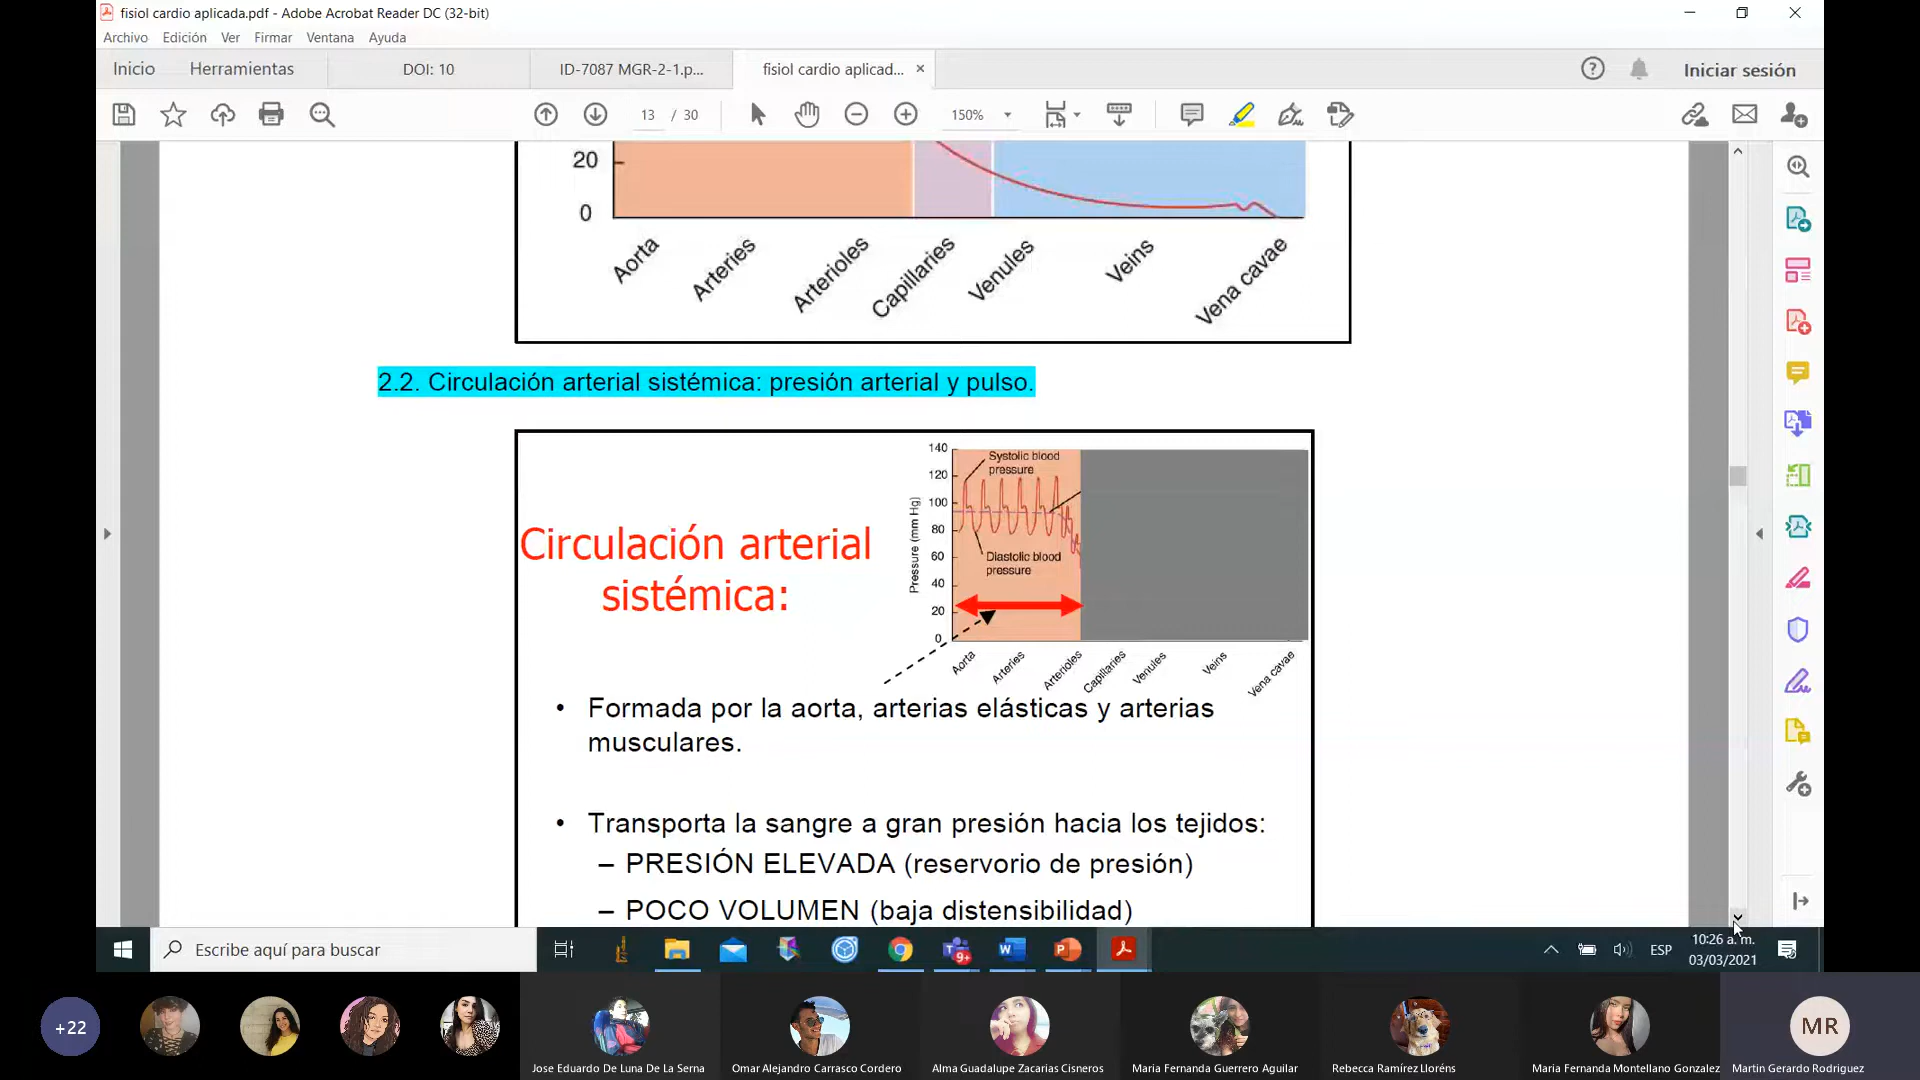 fisiol cardio aplicada.pdf - Adobe Acrobat Reader DC (32-bit)
Archivo Edición Ver Firmar Ventana Ayuda
Inicio Herramientas DOI: 10 ID-7087 MGR-2-1.p... fisiol cardio aplicad... × Iniciar sesión
13 / 30 150%
20
0
Aorta Arteries Arterioles Capillaries Venules Veins Vena cavae
2.2. Circulación arterial sistémica: presión arterial y pulso.
Circulación arterial
sistémica:
Pressure (mm Hg)
140
120
100
80
60
40
20
0
Systolic blood
pressure
Diastolic blood
pressure
Aorta Arteries Arterioles Capillaries Venules Veins Vena cavae
• Formada por la aorta, arterias elásticas y arterias
musculares.
• Transporta la sangre a gran presión hacia los tejidos:
– PRESIÓN ELEVADA (reservorio de presión)
– POCO VOLUMEN (baja distensibilidad)
Escribe aquí para buscar
9+
ESP
10:26 a. m.
03/03/2021
+22
MR
Jose Eduardo De Luna De La Serna Omar Alejandro Carrasco Cordero Alma Guadalupe Zacarias Cisneros Maria Fernanda Guerrero Aguilar Rebecca Ramírez Lloréns Maria Fernanda Montellano Gonzalez Martin Gerardo Rodriguez